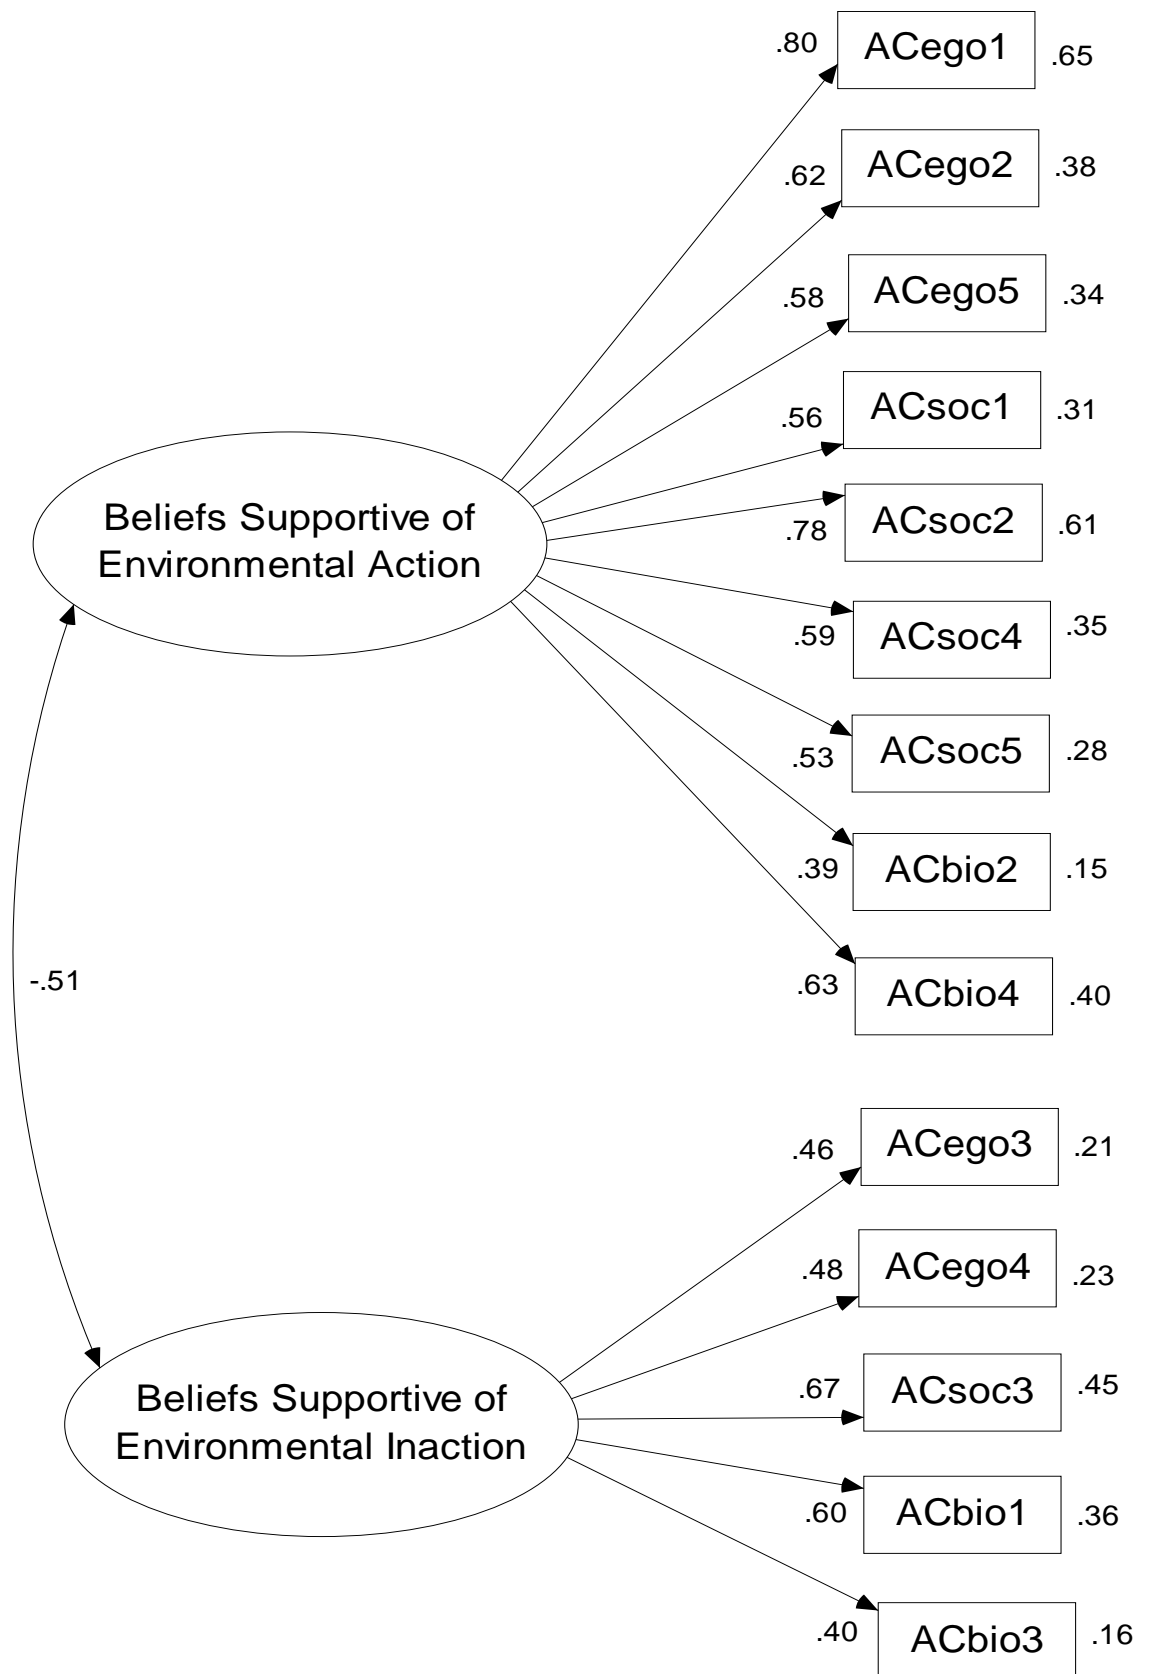 .80 ACego1 .65
.62 ACego2 .38
.58 ACego5 .34
.56 ACsoc1 .31
Beliefs Supportive of
Environmental Action
.78 ACsoc2 .61
.59 ACsoc4 .35
.53 ACsoc5 .28
.39 ACbio2 .15
-.51
.63 ACbio4 .40
.46 ACego3 .21
.48 ACego4 .23
Beliefs Supportive of
Environmental Inaction
.67 ACsoc3 .45
.60 ACbio1 .36
.40 ACbio3 .16